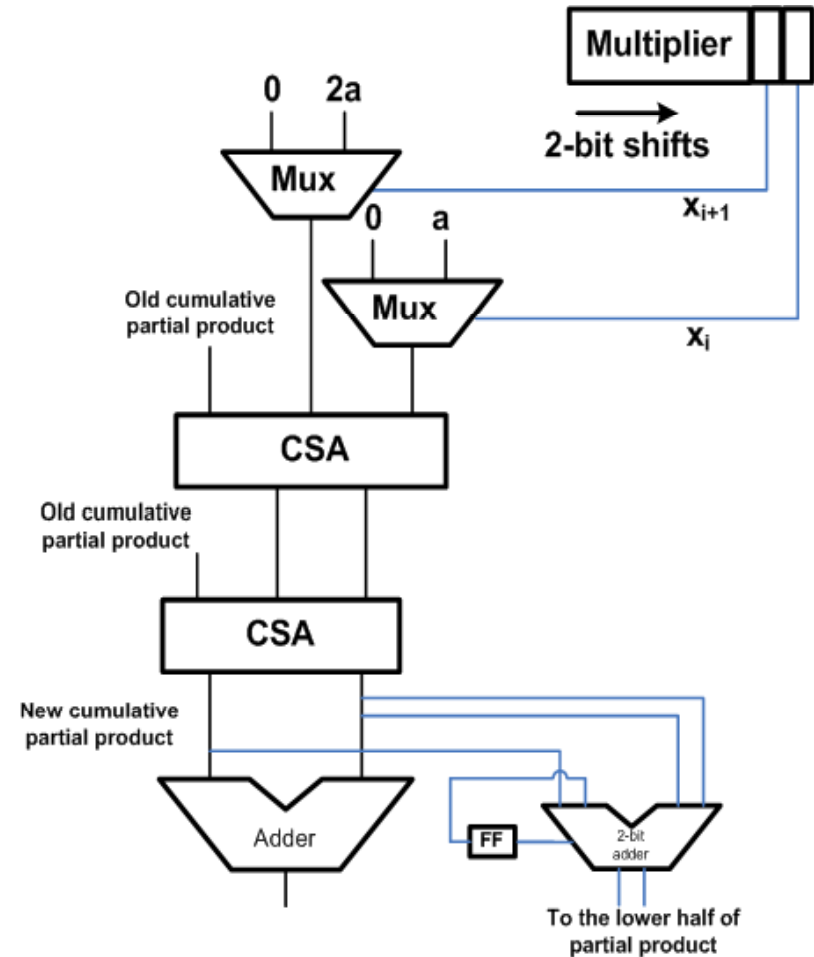 Multiplier
0 2a
2-bit shifts
Mux
x_{i+1}
0 a
Old cumulative
partial product
Mux
x_i
CSA
Old cumulative
partial product
CSA
New cumulative
partial product
Adder
FF
2-bit
adder
To the lower half of
partial product